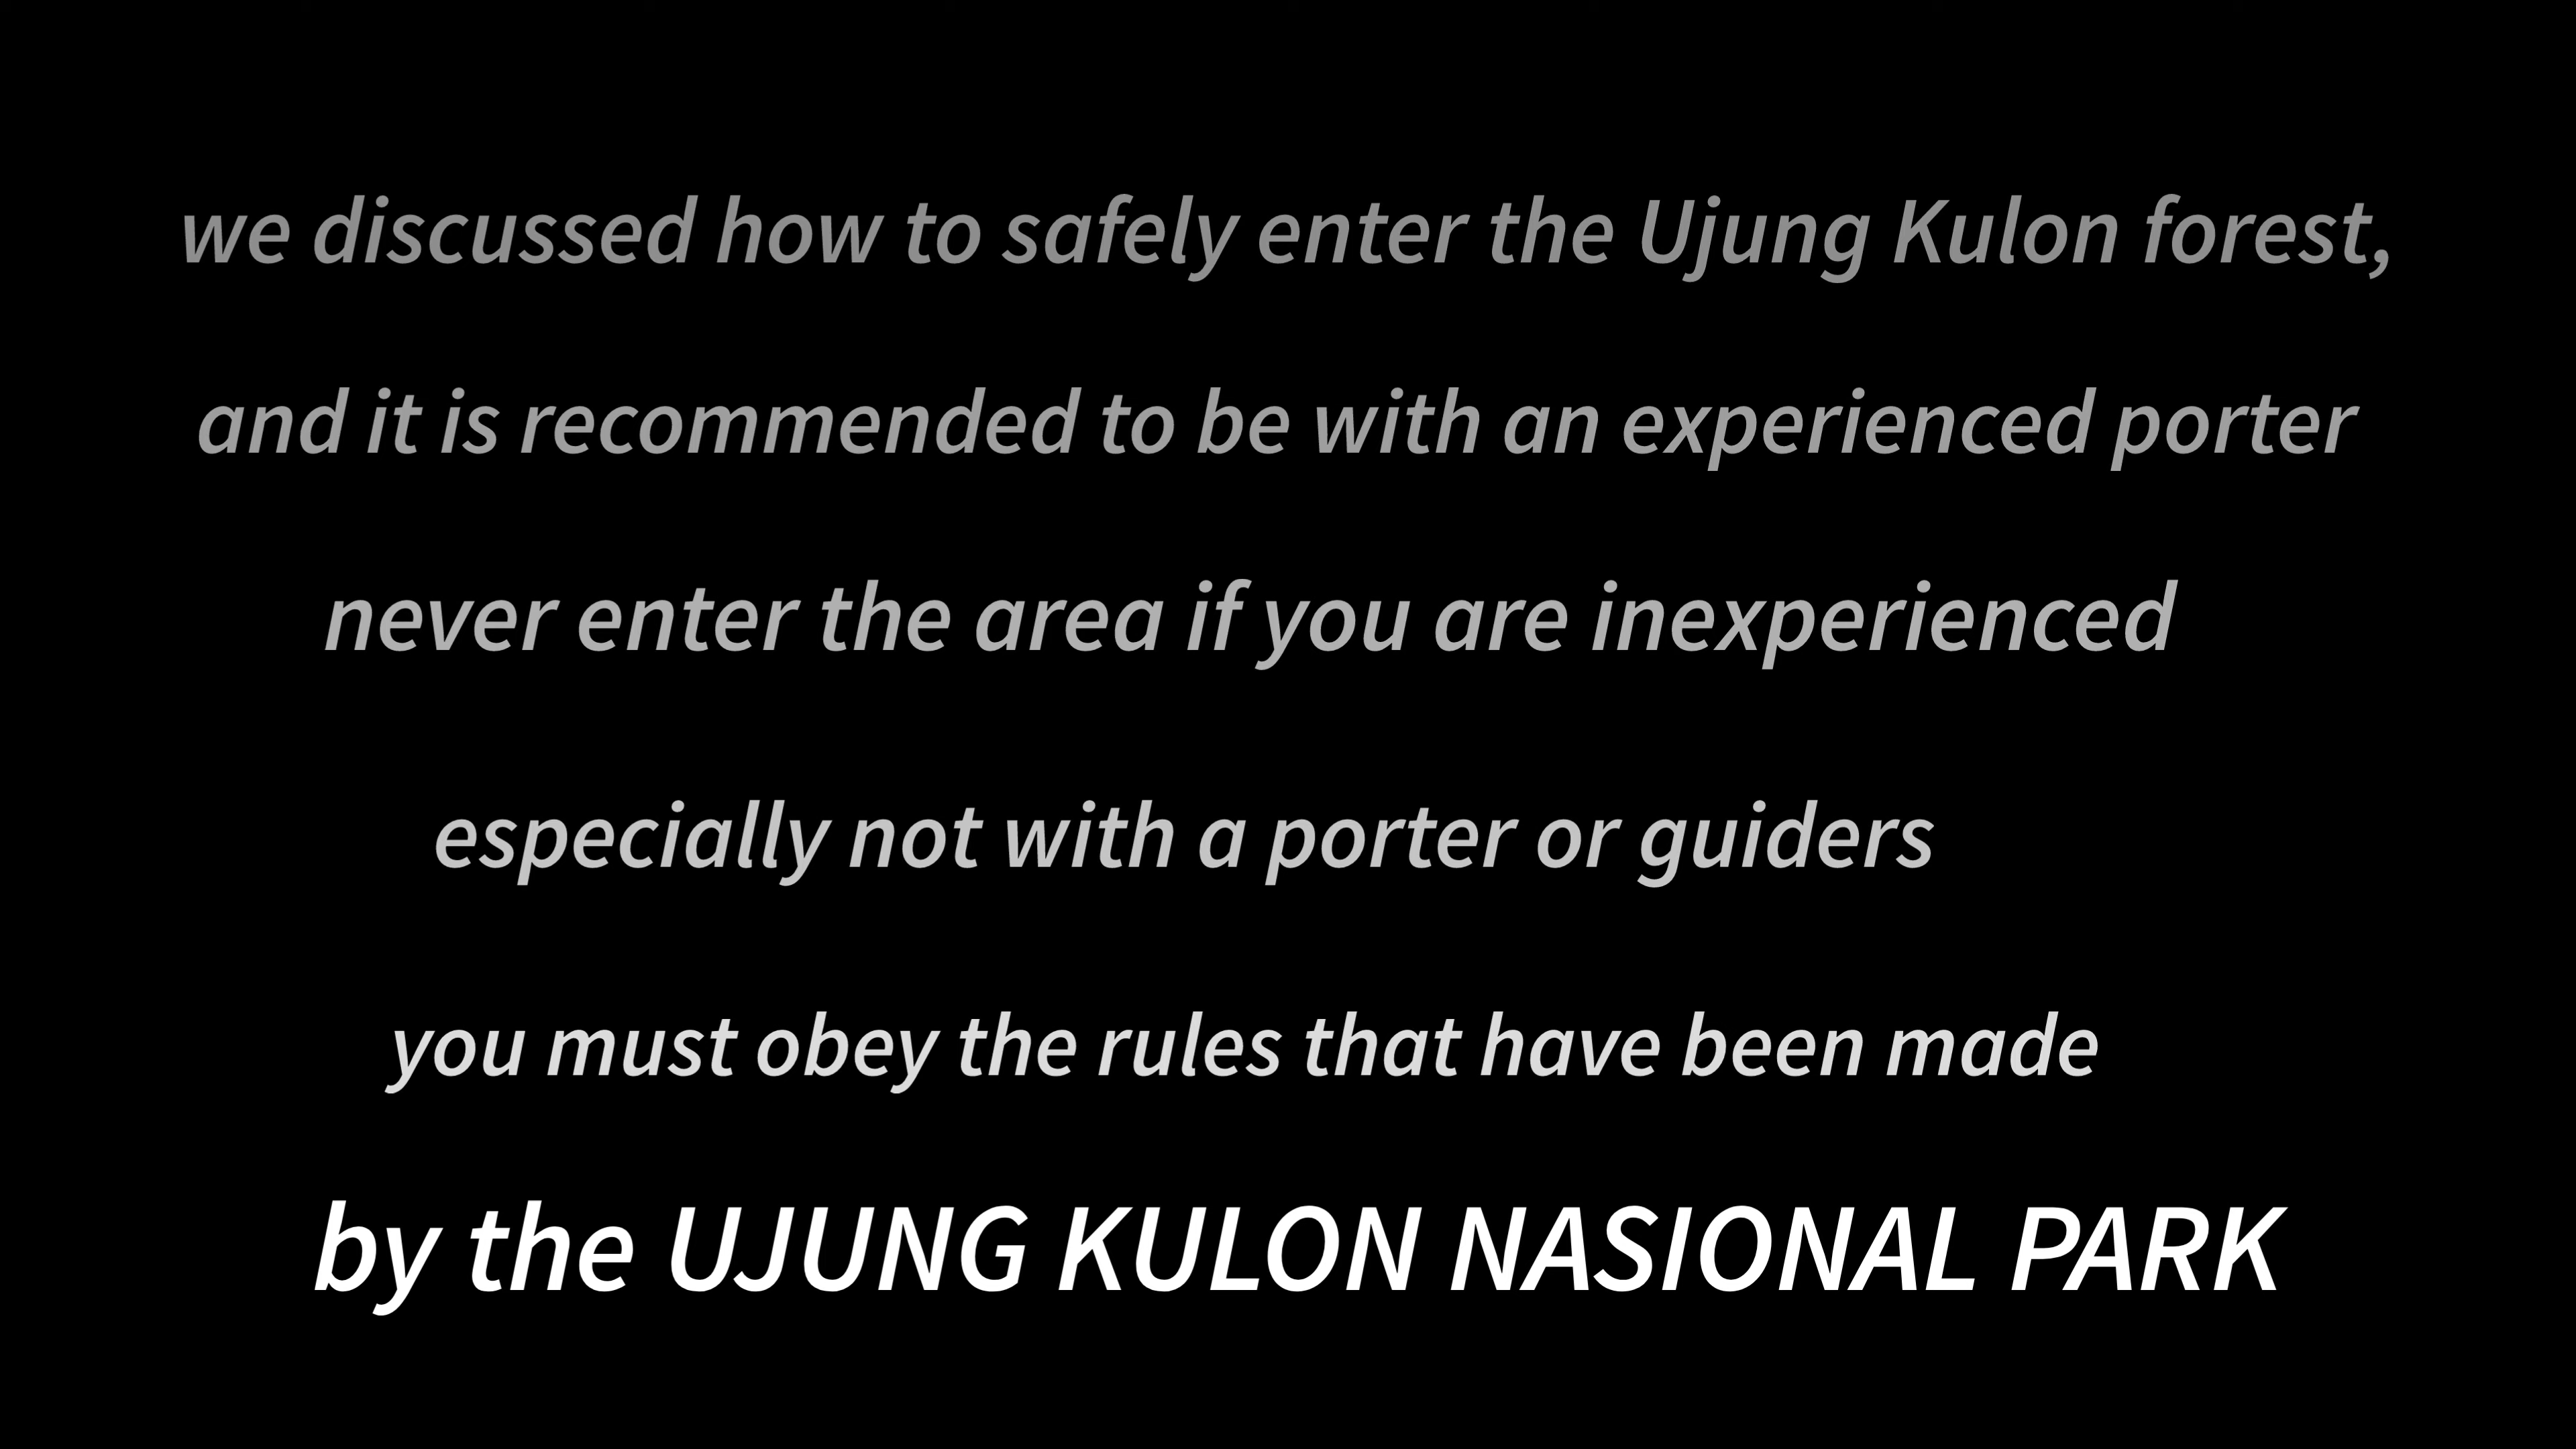 we discussed how to safely enter the Ujung Kulon forest,
and it is recommended to be with an experienced porter
never enter the area if you are inexperienced
especially not with a porter or guiders
you must obey the rules that have been made
by the UJUNG KULON NASIONAL PARK